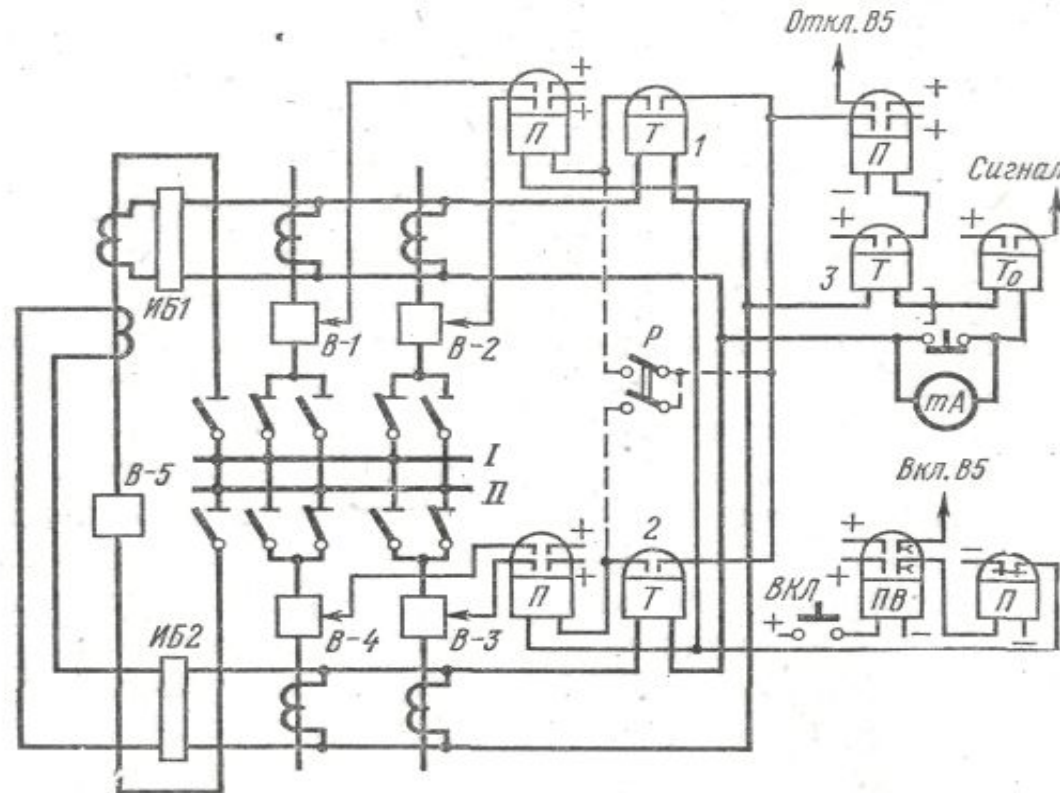 Откл. В5
+
+
П
Т
1
+
+
П
−
Сигнал
+
3
Т
+
То
ИБ1
В-1
В-2
Р
mA
В-5
I
II
Вкл. В5
2
+
+
П
Т
+
+
ПВ
−
−
П
−
ВКЛ
+
ИБ2
В-4
В-3